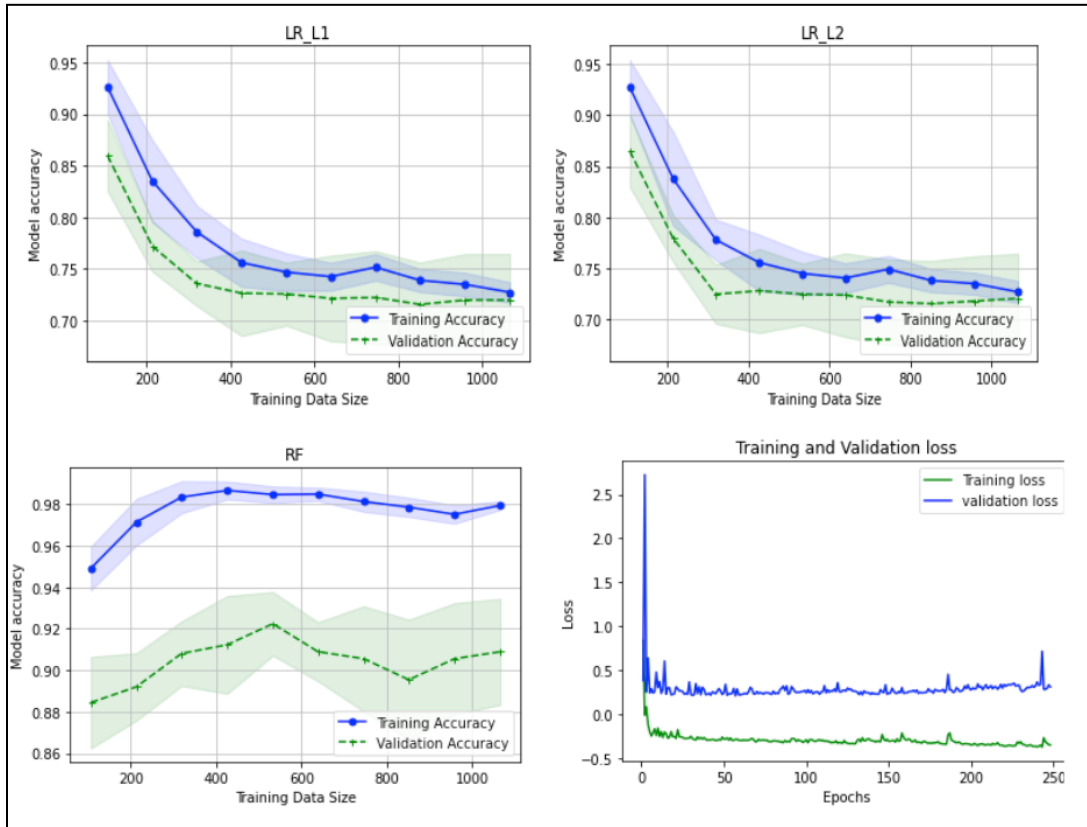 LR_L1
0.95
0.90
0.85
0.80
0.75
0.70
Model accuracy
200 400 600 800 1000
Training Data Size
Training Accuracy
Validation Accuracy
LR_L2
0.95
0.90
0.85
0.80
0.75
0.70
Model accuracy
200 400 600 800 1000
Training Data Size
Training Accuracy
Validation Accuracy
RF
0.98
0.96
0.94
0.92
0.90
0.88
0.86
Model accuracy
200 400 600 800 1000
Training Data Size
Training Accuracy
Validation Accuracy
Training and Validation loss
2.5
2.0
1.5
1.0
0.5
0.0
−0.5
Loss
0 50 100 150 200 250
Epochs
Training loss
validation loss